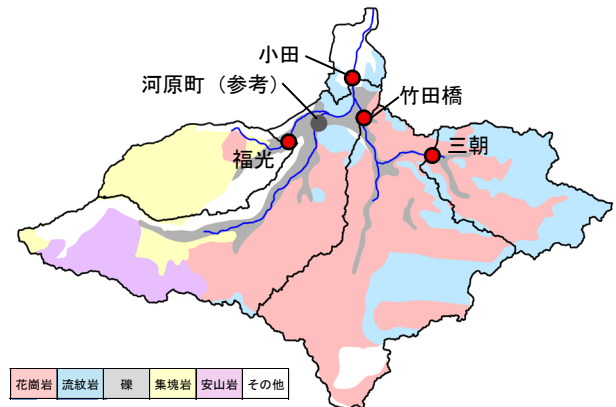 小田
河原町（参考）
竹田橋
福光
三朝
花崗岩 流紋岩 礫 集塊岩 安山岩 その他